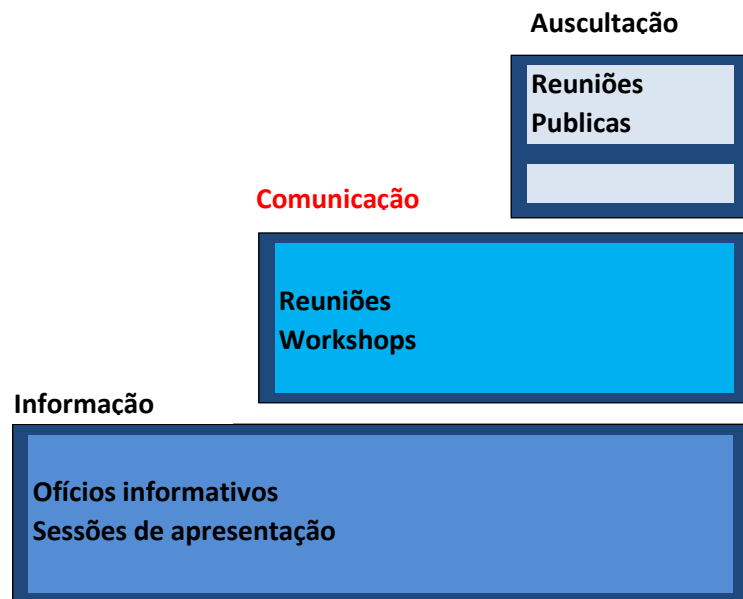 Auscultação
Reuniões
Publicas
Comunicação
Reuniões
Workshops
Informação
Ofícios informativos
Sessões de apresentação